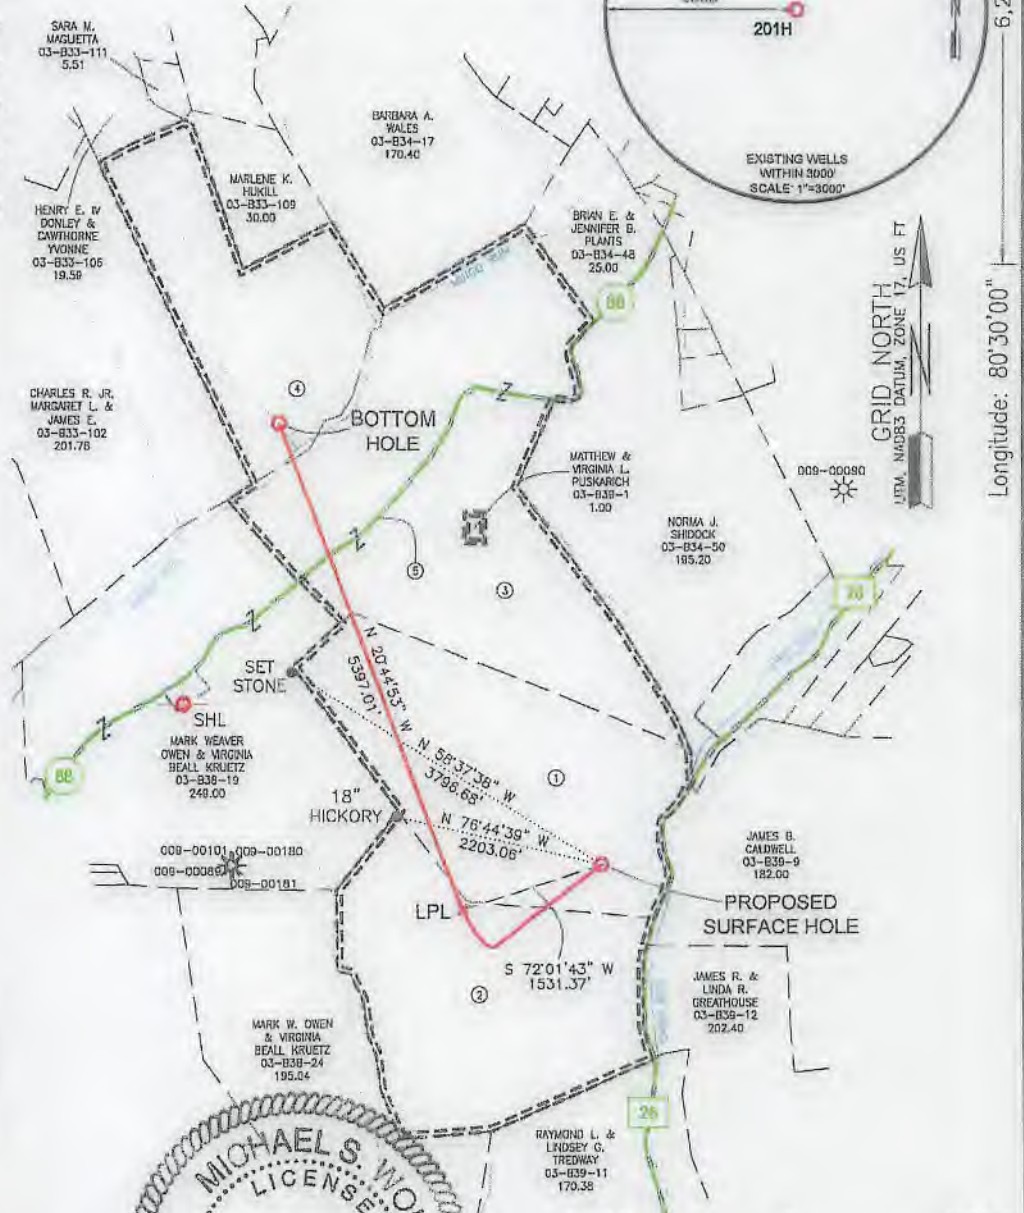 SARA M.
MAGUETTA
03-B33-111
5.51
201H
EXISTING WELLS
WITHIN 3000'
SCALE: 1"=3000'
BARBARA A.
WALES
03-B34-17
170.40
MARLENE K.
HUKILL
03-B33-109
30.00
HENRY E. IV
DONLEY &
CAWTHORNE
YVONNE
03-B33-106
19.59
BRIAN E. &
JENNIFER B.
PLANTS
03-B34-48
25.00
88
GRID NORTH
UTM, NAD83 DATUM, ZONE 17, US FT
Longitude: 80°30'00"
CHARLES R. JR,
MARGARET L. &
JAMES E.
03-B33-102
201.78
4
BOTTOM
HOLE
MATTHEW &
VIRGINIA L.
PUSKARICH
03-B39-1
1.00
009-00090
NORMA J.
SHIDOCK
03-B34-50
195.20
5
3
26
SET
STONE
N 20°44'53" W
5397.01'
SHL
MARK WEAVER
OWEN & VIRGINIA
BEALL KRUETZ
03-B38-19
249.00
88
N 58°37'38" W
3796.68'
1
18"
HICKORY
N 76°44'39" W
2203.06'
009-00101 009-00180
009-00089
009-00181
JAMES B.
CALDWELL
03-B39-9
182.00
LPL
PROPOSED
SURFACE HOLE
S 72°01'43" W
1531.37'
2
JAMES R. &
LINDA R.
GREATHOUSE
03-B39-12
202.40
MARK W. OWEN
& VIRGINIA
BEALL KRUETZ
03-B38-24
195.04
26
RAYMOND L. &
LINDSEY G.
TREDWAY
03-B39-11
170.38
MICHAEL S.
LICENSE